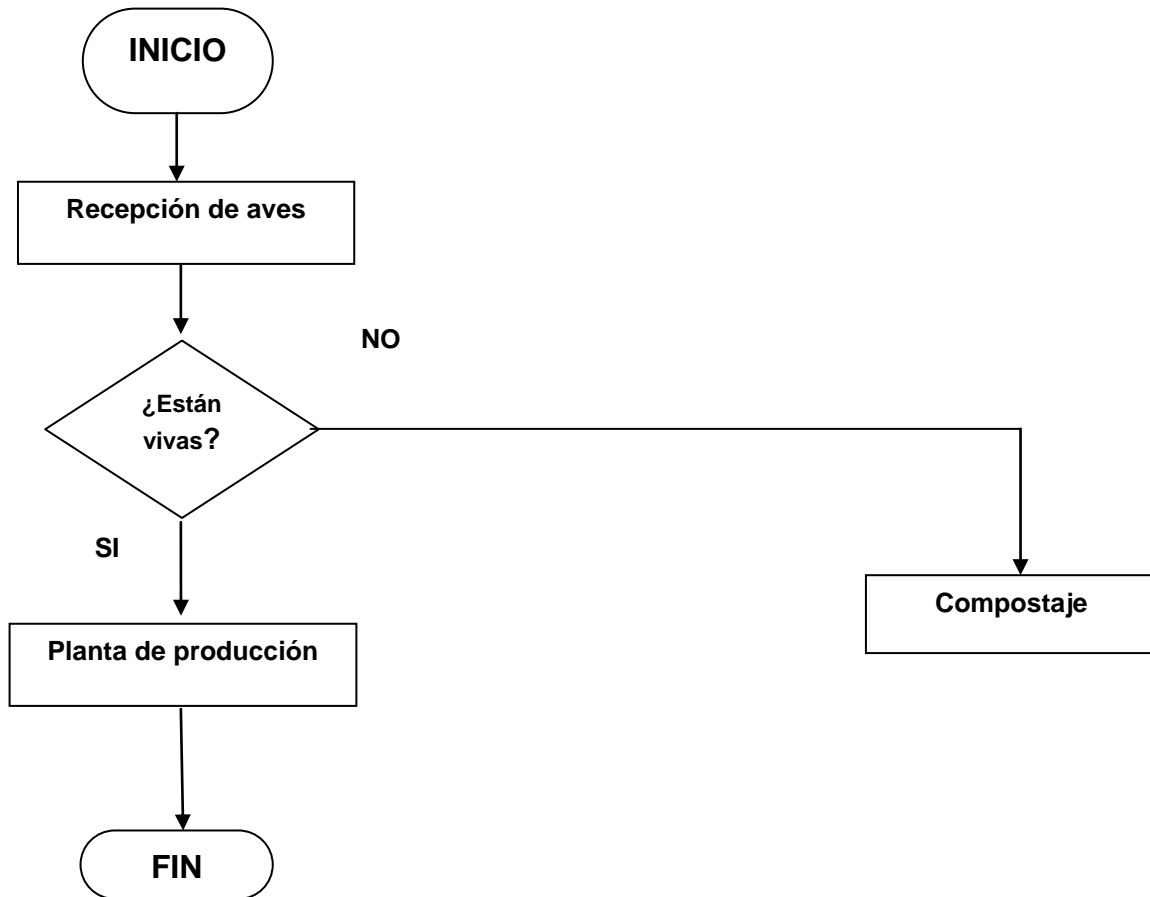 INICIO
Recepción de aves
NO
¿Están
vivas?
SI
Compostaje
Planta de producción
FIN